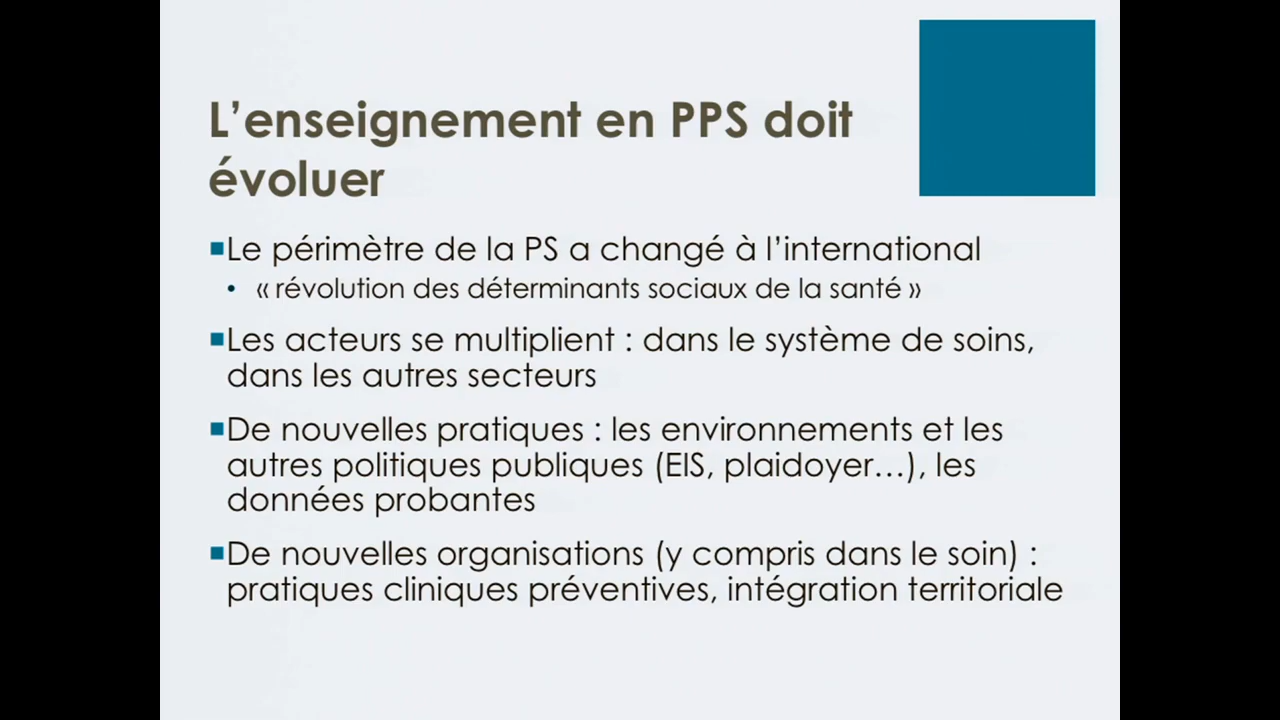 L’enseignement en PPS doit
évoluer
Le périmètre de la PS a changé à l’international
« révolution des déterminants sociaux de la santé »
Les acteurs se multiplient : dans le système de soins,
dans les autres secteurs
De nouvelles pratiques : les environnements et les
autres politiques publiques (EIS, plaidoyer…), les
données probantes
De nouvelles organisations (y compris dans le soin) :
pratiques cliniques préventives, intégration territoriale